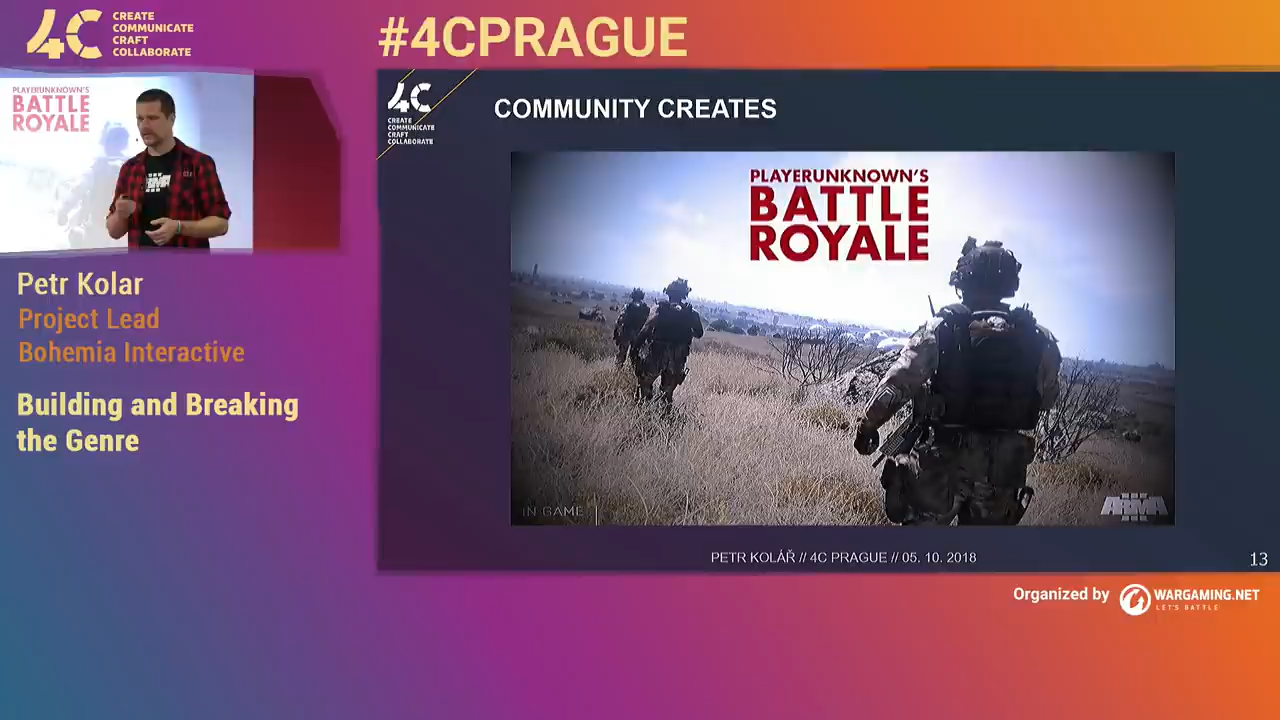 4C
CREATE
COMMUNICATE
CRAFT
COLLABORATE
#4CPRAGUE
PLAYERUNKNOWN'S
BATTLE
ROYALE
ARMA
Petr Kolar
Project Lead
Bohemia Interactive
Building and Breaking
the Genre
4C
CREATE
COMMUNICATE
CRAFT
COLLABORATE
COMMUNITY CREATES
PLAYERUNKNOWN'S
BATTLE
ROYALE
IN GAME
ARMA
PETR KOLÁŘ // 4C PRAGUE // 05. 10. 2018
13
Organized by
WARGAMING.NET
LET'S BATTLE